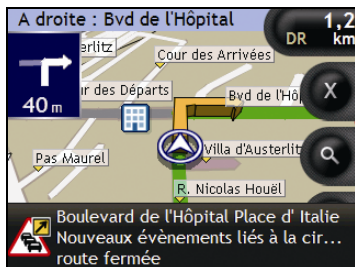 A droite : Bvd de l'Hôpital
1,2
DR km
erlitz
Cour des Arrivées
40 m
ur des Départs
Bvd de l'Hô
X
Villa d'Austerlit
Pas Maurel
R. Nicolas Houël
Boulevard de l'Hôpital Place d' Italie
Nouveaux évènements liés à la cir...
route fermée